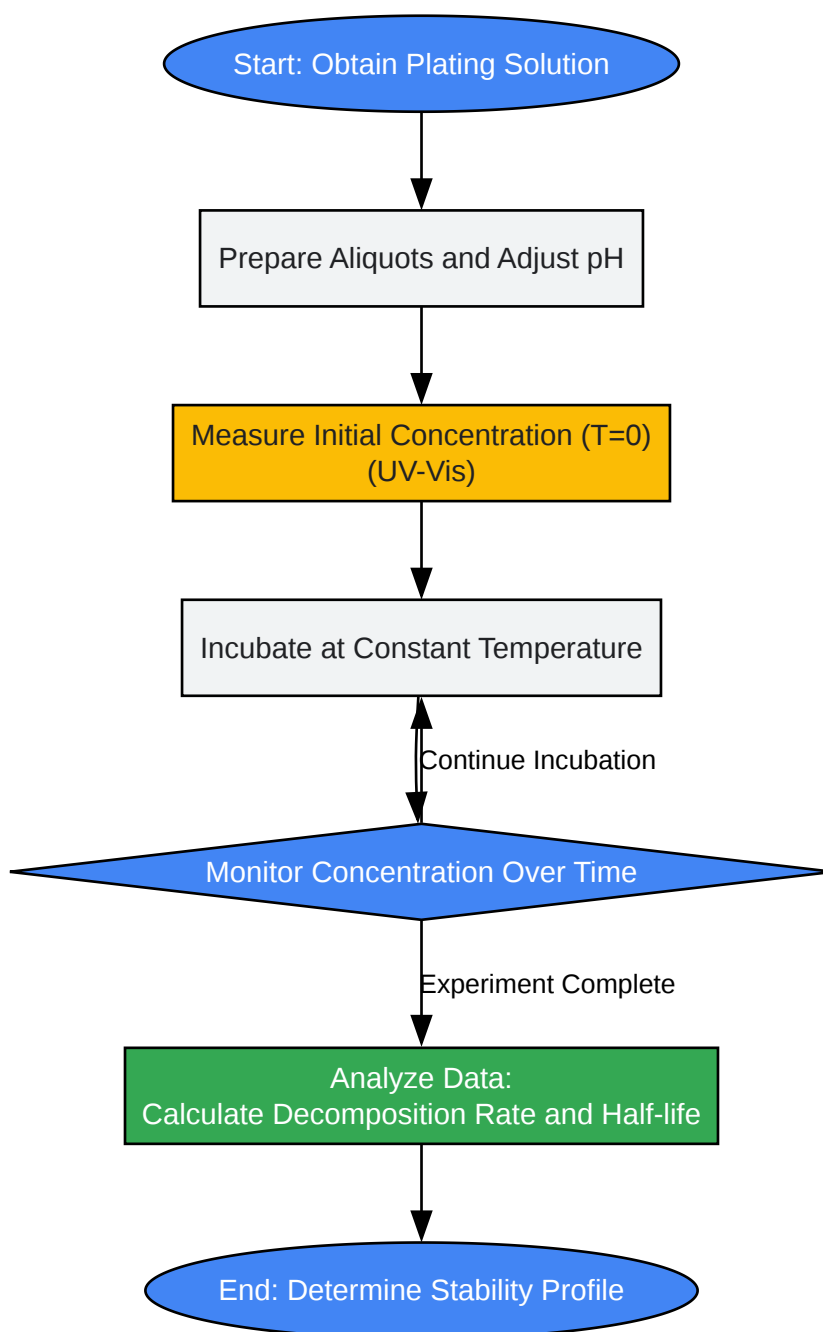 Start: Obtain Plating Solution
Prepare Aliquots and Adjust pH
Measure Initial Concentration (T=0)
(UV-Vis)
Incubate at Constant Temperature
Continue Incubation
Monitor Concentration Over Time
Experiment Complete
Analyze Data:
Calculate Decomposition Rate and Half-life
End: Determine Stability Profile